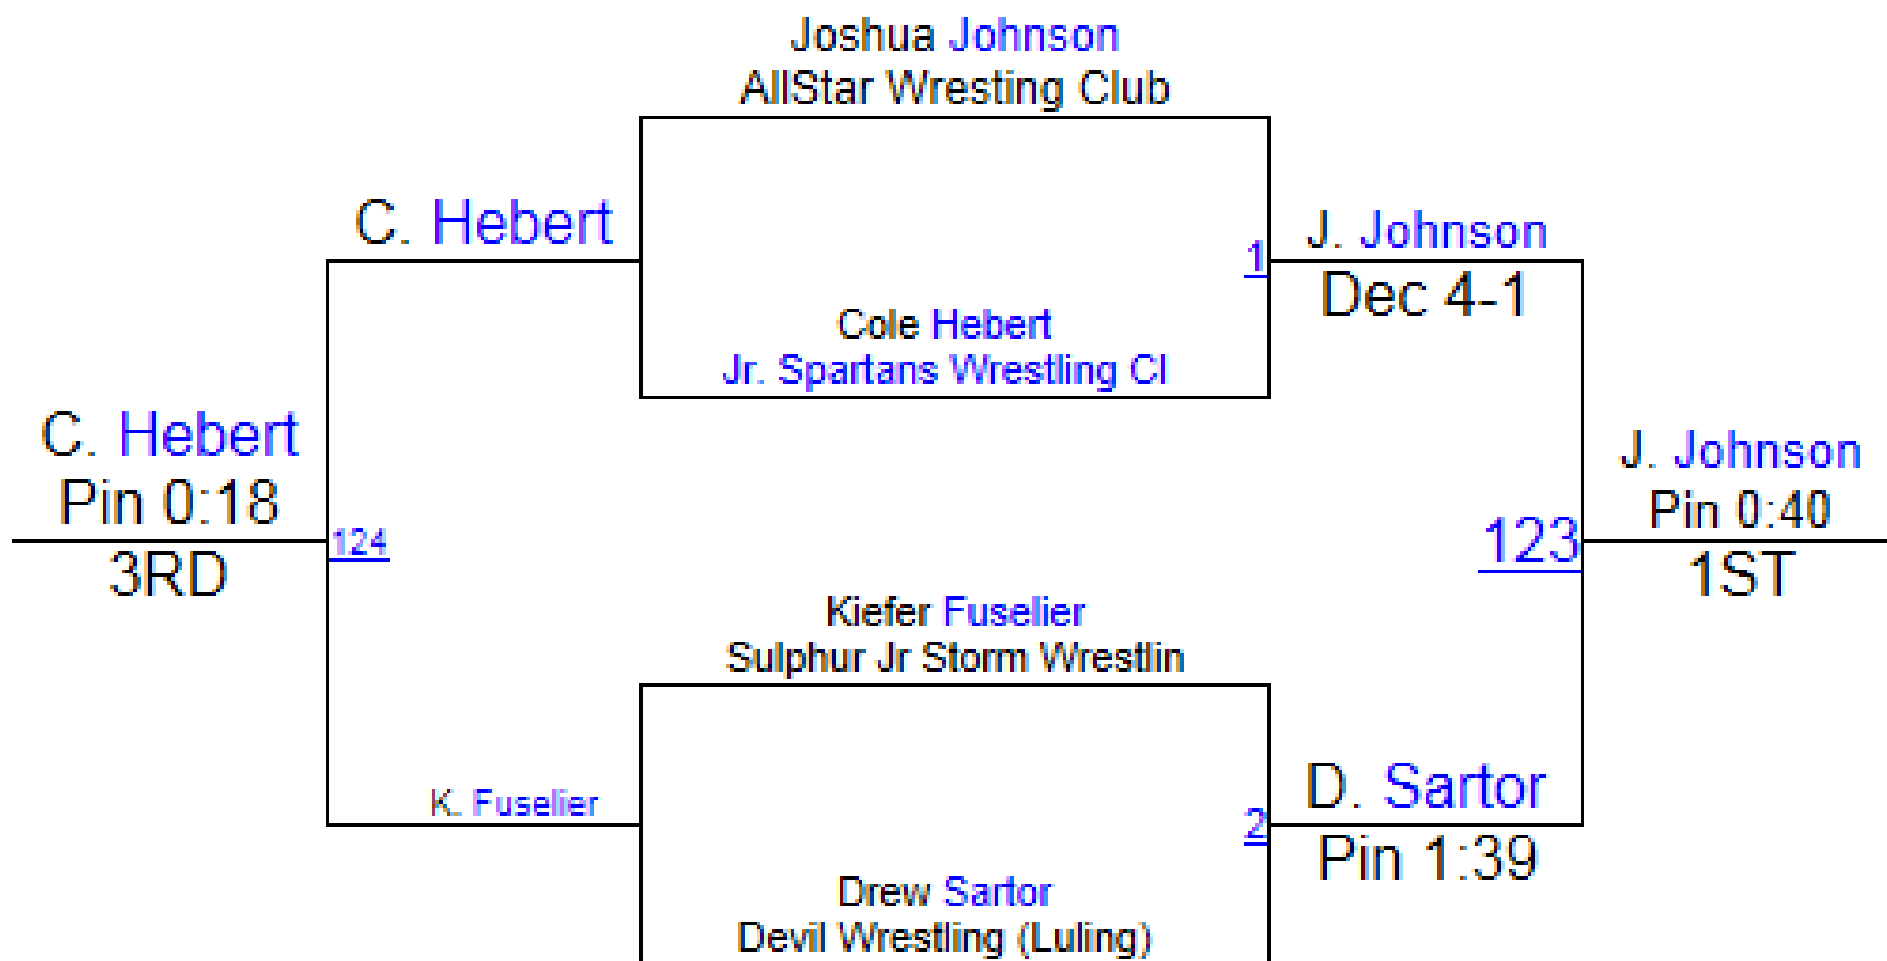 Joshua Johnson
AllStar Wresting Club
C. Hebert
1
J. Johnson
Dec 4-1
Cole Hebert
Jr. Spartans Wrestling Cl
C. Hebert
Pin 0:18
3RD
124
123
J. Johnson
Pin 0:40
1ST
Kiefer Fuselier
Sulphur Jr Storm Wrestlin
K. Fuselier
2
D. Sartor
Pin 1:39
Drew Sartor
Devil Wrestling (Luling)